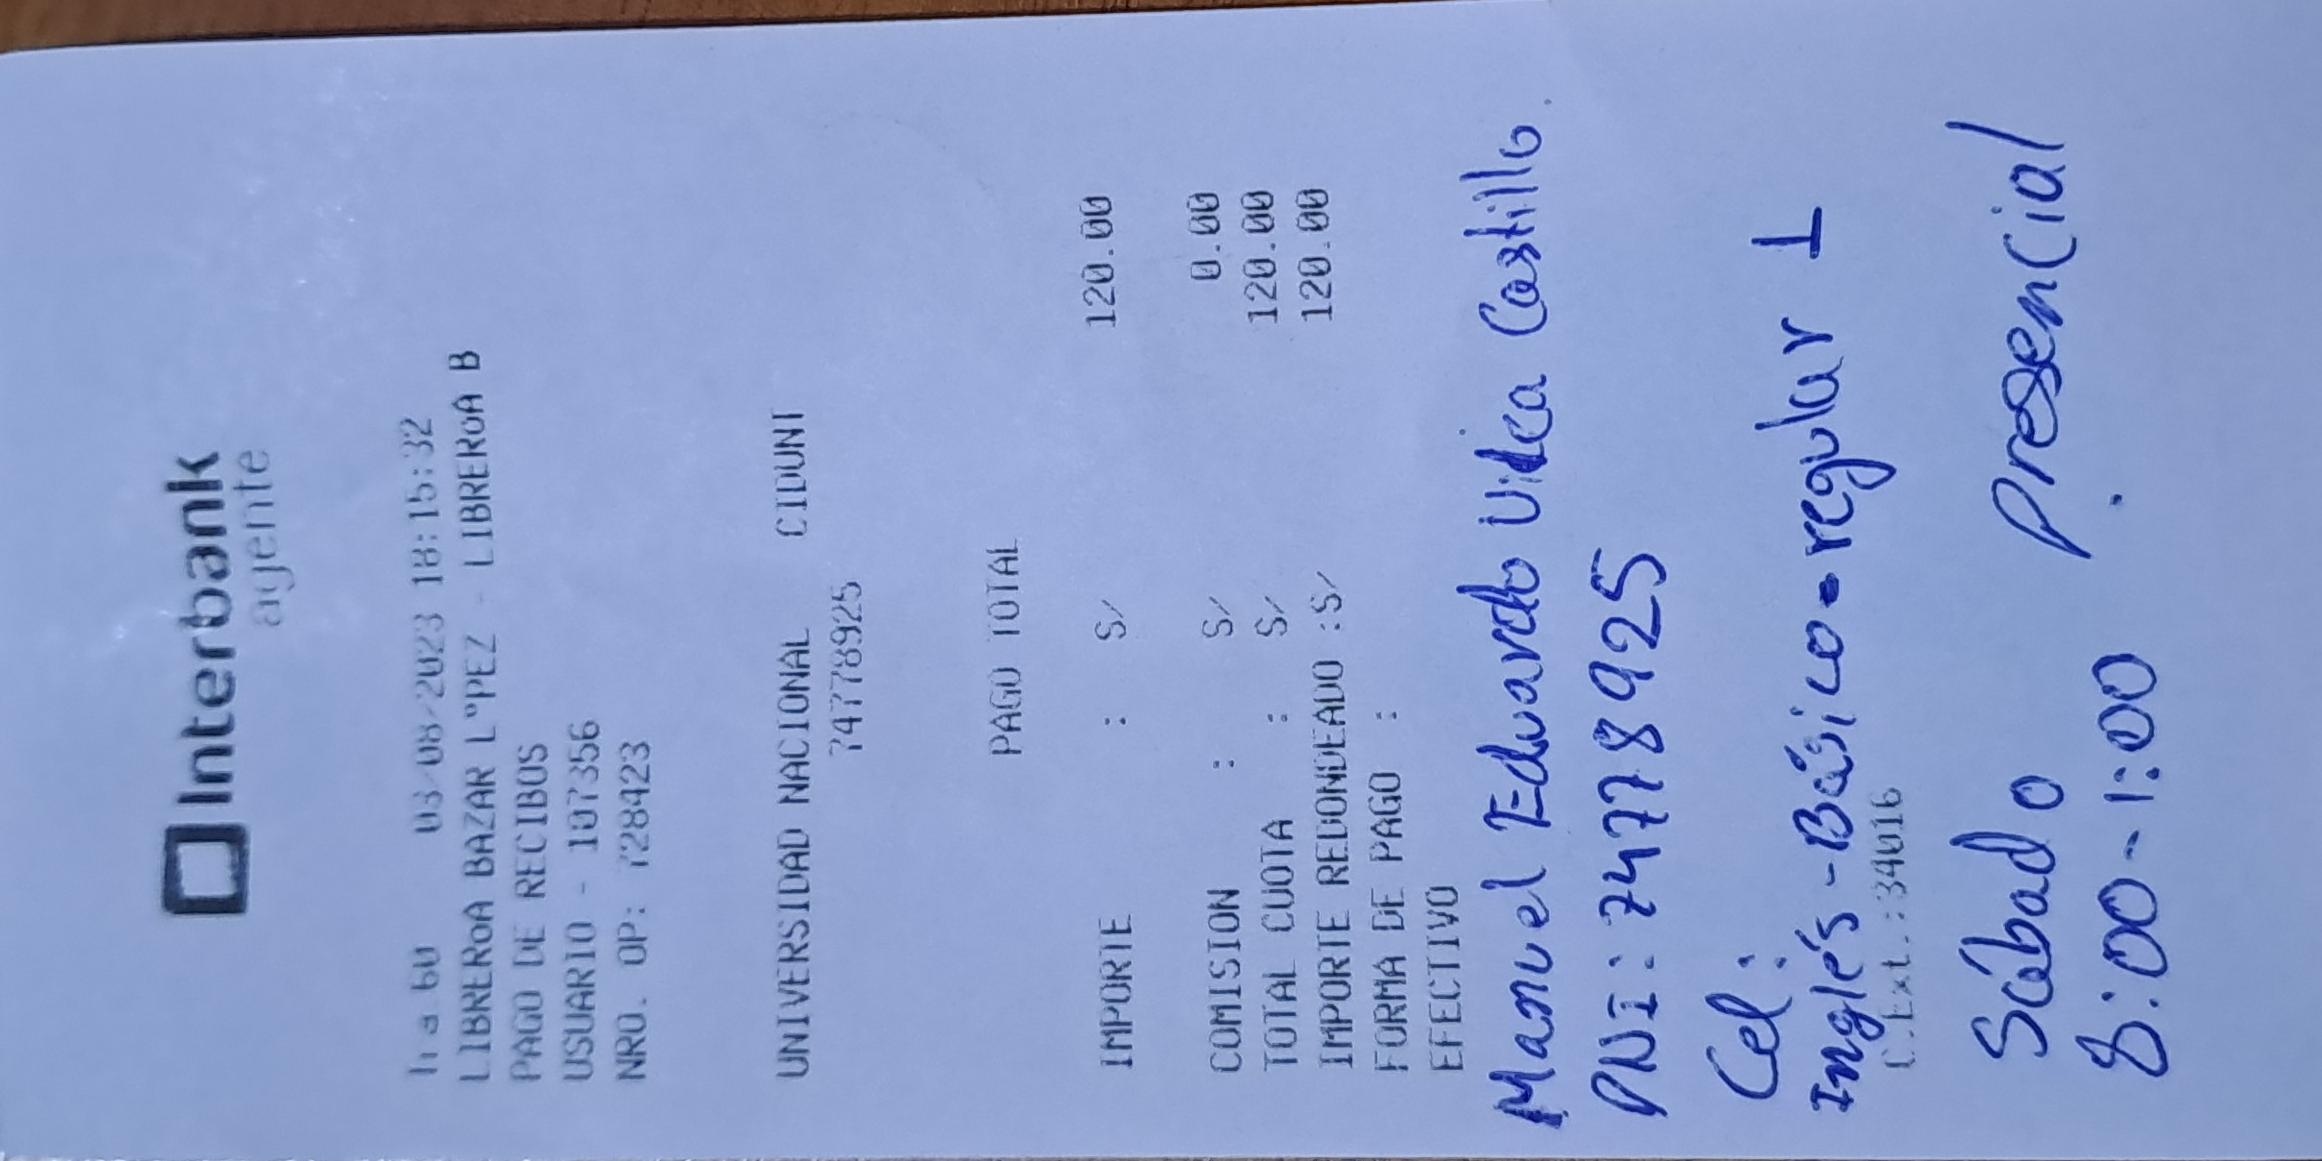 Interbank
agente
03/08/2023 18:15:32
LIBREROA BAZAR L"PEZ - LIBREROA B
PAGO DE RECIBOS
USUARIO - 107356
NRO. OP: 728423
UNIVERSIDAD NACIONAL CIDUNT
74778925
PAGO TOTAL
IMPORTE : S/ 120.00
COMISION : S/ 0.00
TOTAL CUOTA : S/ 120.00
IMPORTE REDONDEADO :S/ 120.00
FORMA DE PAGO :
EFECTIVO
Manuel Eduardo Castillo.
DNI: 74778925
Cel:
Inglés - Básico - regular 1
C.Ext.:34016
Sábado Presencial
8:00 - 1:00